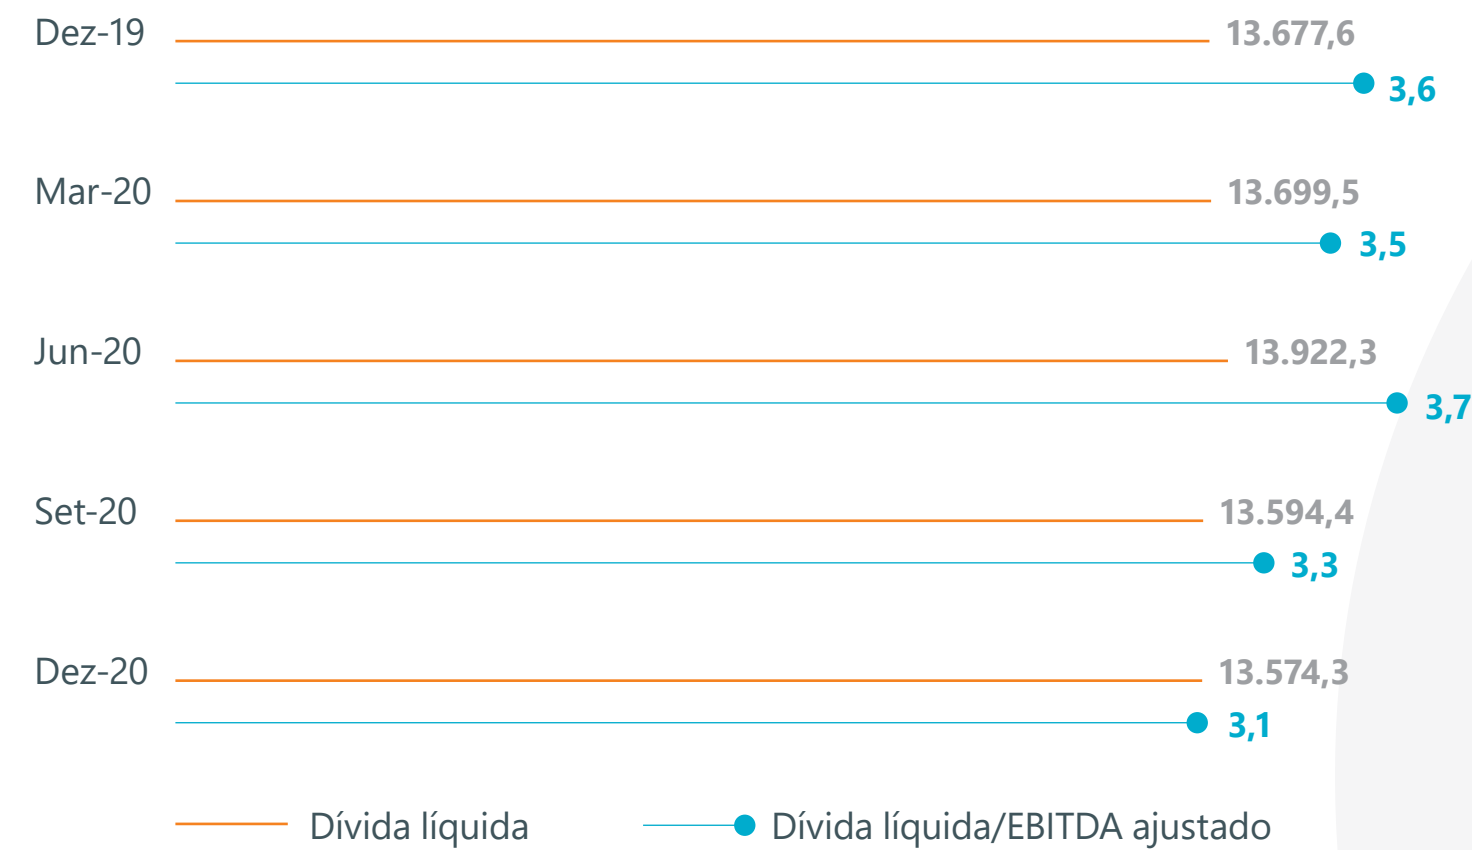 Dez-19 13.677,6
3,6
Mar-20 13.699,5
3,5
Jun-20 13.922,3
3,7
Set-20 13.594,4
3,3
Dez-20 13.574,3
3,1
Dívida líquida Dívida líquida/EBITDA ajustado